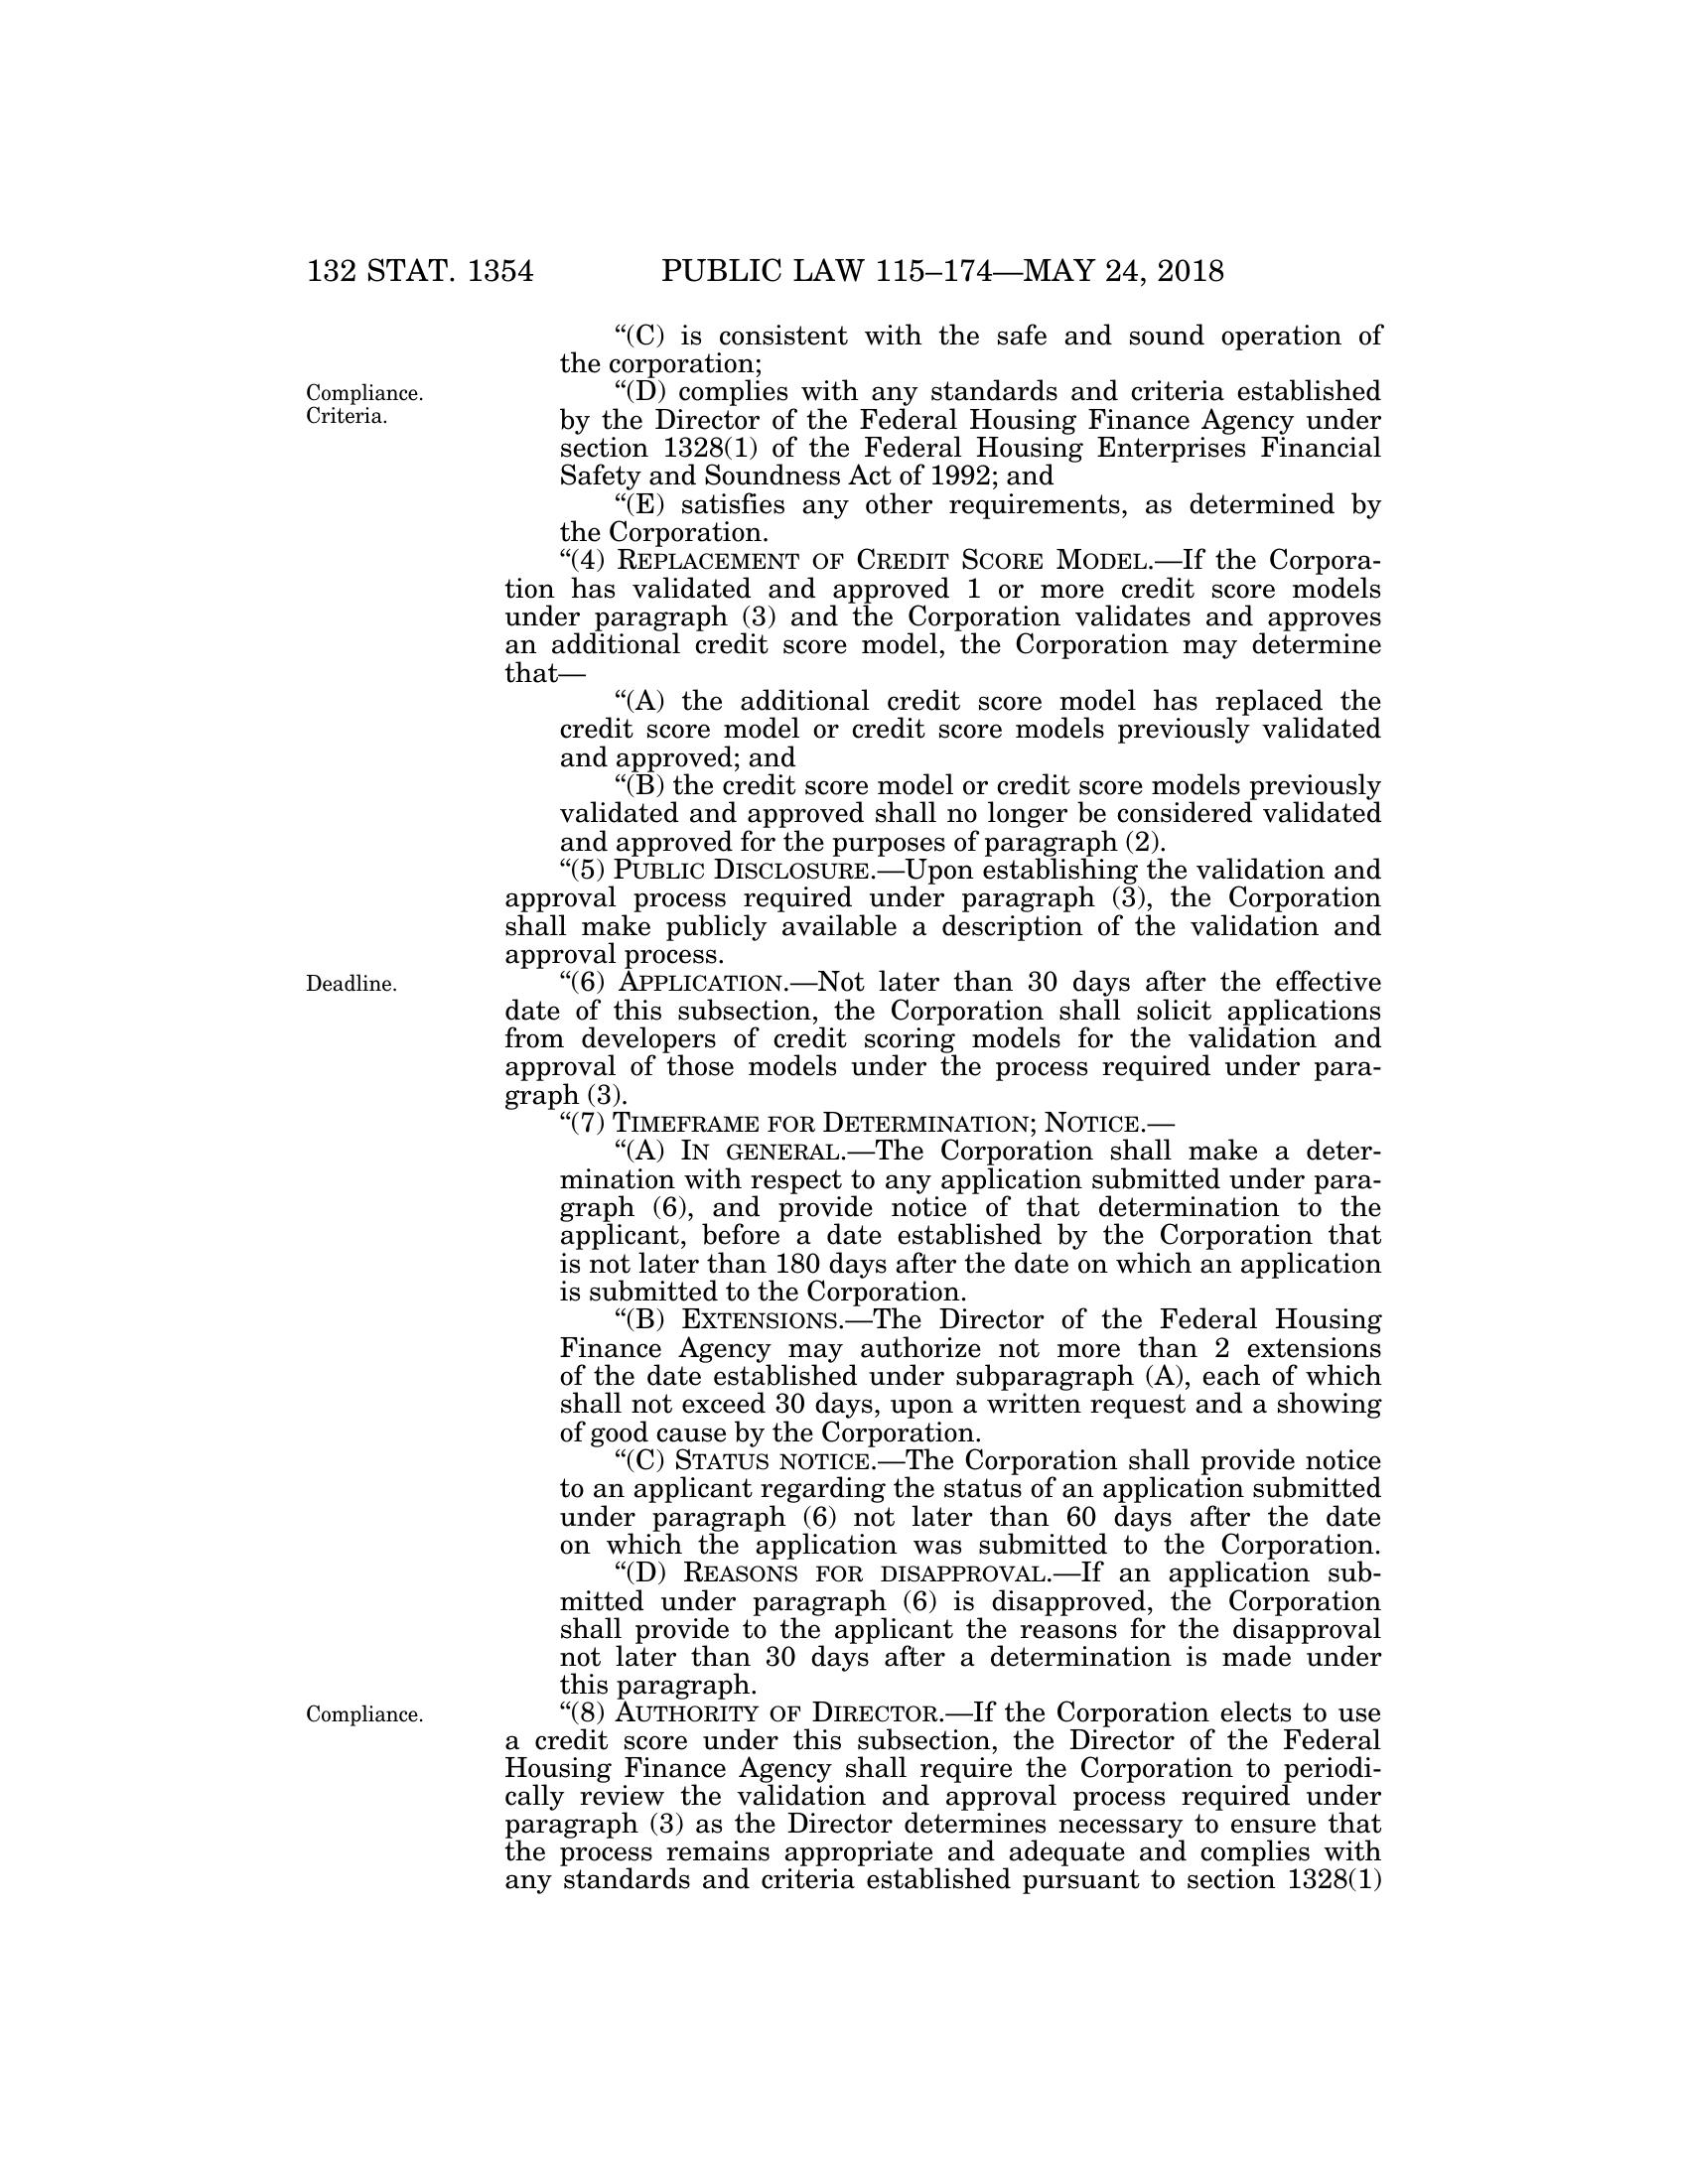 132 STAT. 1354 PUBLIC LAW 115–174—MAY 24, 2018
“(C) is consistent with the safe and sound operation of
the corporation;
Compliance.
Criteria.
“(D) complies with any standards and criteria established
by the Director of the Federal Housing Finance Agency under
section 1328(1) of the Federal Housing Enterprises Financial
Safety and Soundness Act of 1992; and
“(E) satisfies any other requirements, as determined by
the Corporation.
“(4) REPLACEMENT OF CREDIT SCORE MODEL.—If the Corpora-
tion has validated and approved 1 or more credit score models
under paragraph (3) and the Corporation validates and approves
an additional credit score model, the Corporation may determine
that—
“(A) the additional credit score model has replaced the
credit score model or credit score models previously validated
and approved; and
“(B) the credit score model or credit score models previously
validated and approved shall no longer be considered validated
and approved for the purposes of paragraph (2).
“(5) PUBLIC DISCLOSURE.—Upon establishing the validation and
approval process required under paragraph (3), the Corporation
shall make publicly available a description of the validation and
approval process.
Deadline.
“(6) APPLICATION.—Not later than 30 days after the effective
date of this subsection, the Corporation shall solicit applications
from developers of credit scoring models for the validation and
approval of those models under the process required under para-
graph (3).
“(7) TIMEFRAME FOR DETERMINATION; NOTICE.—
“(A) IN GENERAL.—The Corporation shall make a deter-
mination with respect to any application submitted under para-
graph (6), and provide notice of that determination to the
applicant, before a date established by the Corporation that
is not later than 180 days after the date on which an application
is submitted to the Corporation.
“(B) EXTENSIONS.—The Director of the Federal Housing
Finance Agency may authorize not more than 2 extensions
of the date established under subparagraph (A), each of which
shall not exceed 30 days, upon a written request and a showing
of good cause by the Corporation.
“(C) STATUS NOTICE.—The Corporation shall provide notice
to an applicant regarding the status of an application submitted
under paragraph (6) not later than 60 days after the date
on which the application was submitted to the Corporation.
“(D) REASONS FOR DISAPPROVAL.—If an application sub-
mitted under paragraph (6) is disapproved, the Corporation
shall provide to the applicant the reasons for the disapproval
not later than 30 days after a determination is made under
this paragraph.
Compliance.
“(8) AUTHORITY OF DIRECTOR.—If the Corporation elects to use
a credit score under this subsection, the Director of the Federal
Housing Finance Agency shall require the Corporation to periodi-
cally review the validation and approval process required under
paragraph (3) as the Director determines necessary to ensure that
the process remains appropriate and adequate and complies with
any standards and criteria established pursuant to section 1328(1)